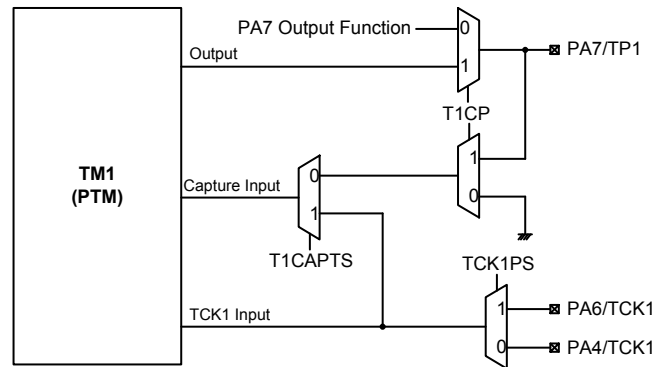 PA7 Output Function
0
Output
1
PA7/TP1
T1CP
TM1
(PTM)
1
0
Capture Input
0
1
T1CAPTS
TCK1PS
TCK1 Input
1
PA6/TCK1
0
PA4/TCK1